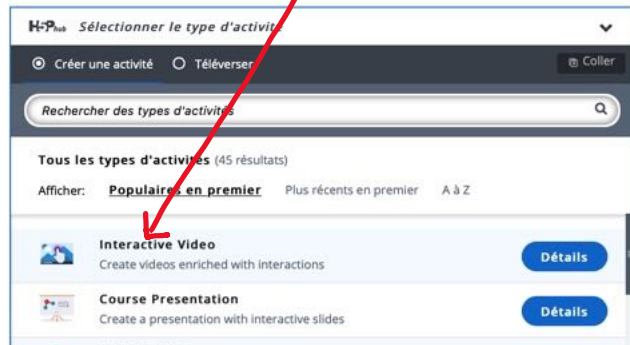 H5Phub Sélectionner le type d'activité
Créer une activité Téléverser Coller
Rechercher des types d'activités
Tous les types d'activités (45 résultats)
Afficher: Populaires en premier Plus récents en premier A à Z
Interactive Video
Create videos enriched with interactions
Détails
Course Presentation
Create a presentation with interactive slides
Détails